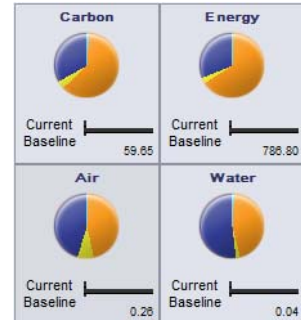 Carbon
Energy
Current
Baseline
59.65
Current
Baseline
786.80
Air
Water
Current
Baseline
0.26
Current
Baseline
0.04